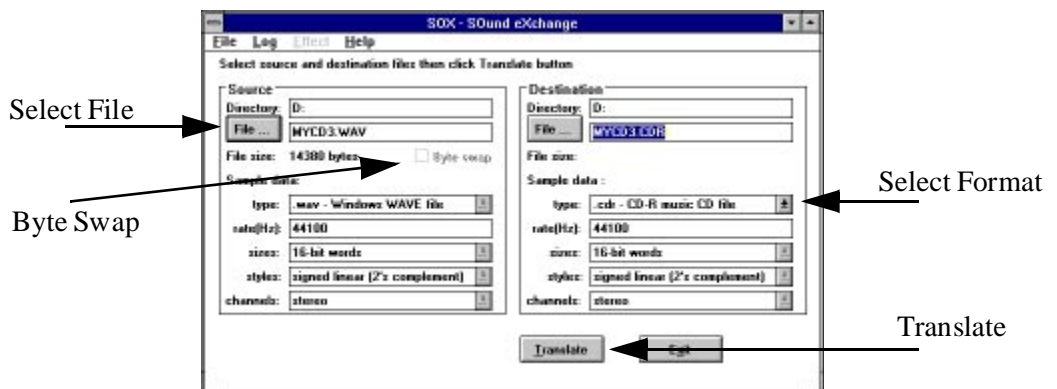 SOX - SOund eXchange
File Log Effect Help
Select source and destination files then click Translate button
Source
Directory: D:
File ... MYCD3.WAV
File size: 14380 bytes
Byte swap
Sample data:
type: .wav - Windows WAVE file
rate(Hz): 44100
sizes: 16-bit words
styles: signed linear (2's complement)
channels: stereo
Destination
Directory: D:
File ... MYCD3.CDR
File size:
Sample data :
type: .cdr - CD-R music CD file
rate(Hz): 44100
sizes: 16-bit words
styles: signed linear (2's complement)
channels: stereo
Translate
Exit
Select File
Byte Swap
Select Format
Translate